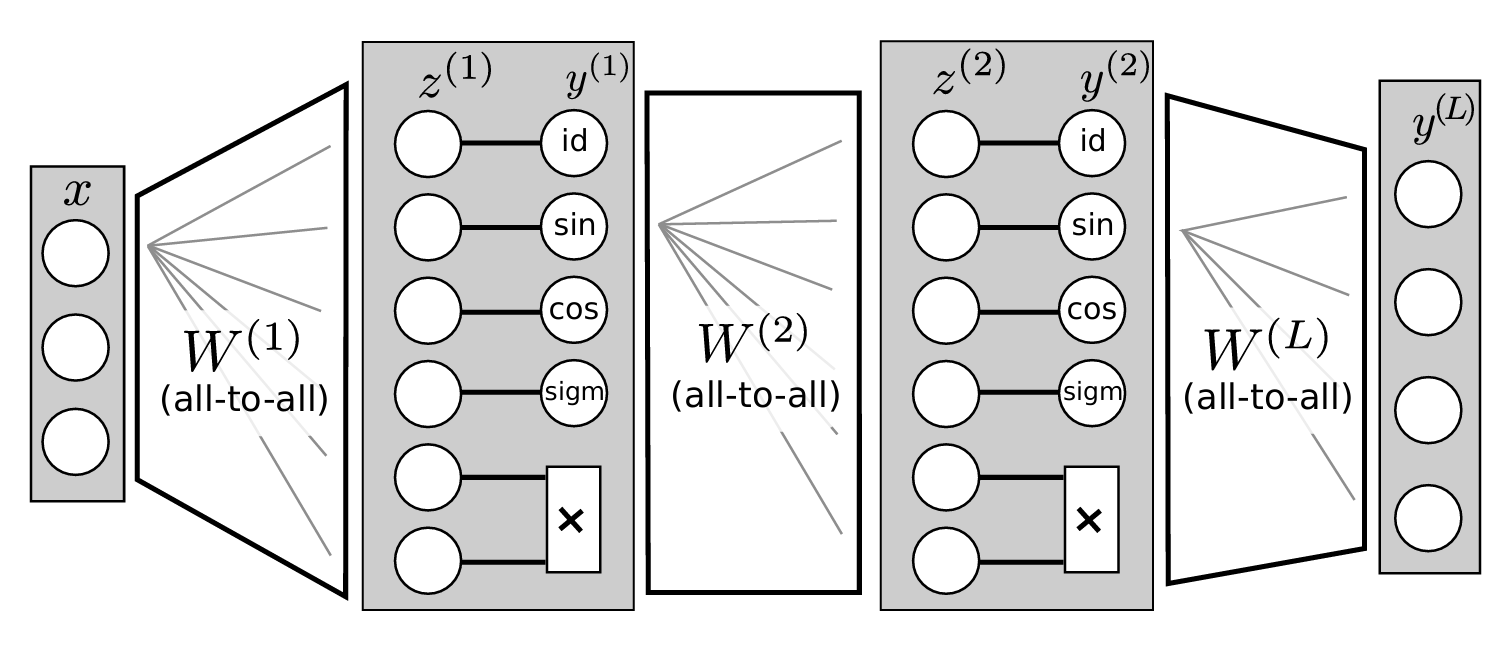 x
W^(1)
(all-to-all)
z^(1) y^(1)
id
sin
cos
sigm
×
W^(2)
(all-to-all)
z^(2) y^(2)
id
sin
cos
sigm
×
W^(L)
(all-to-all)
y^(L)